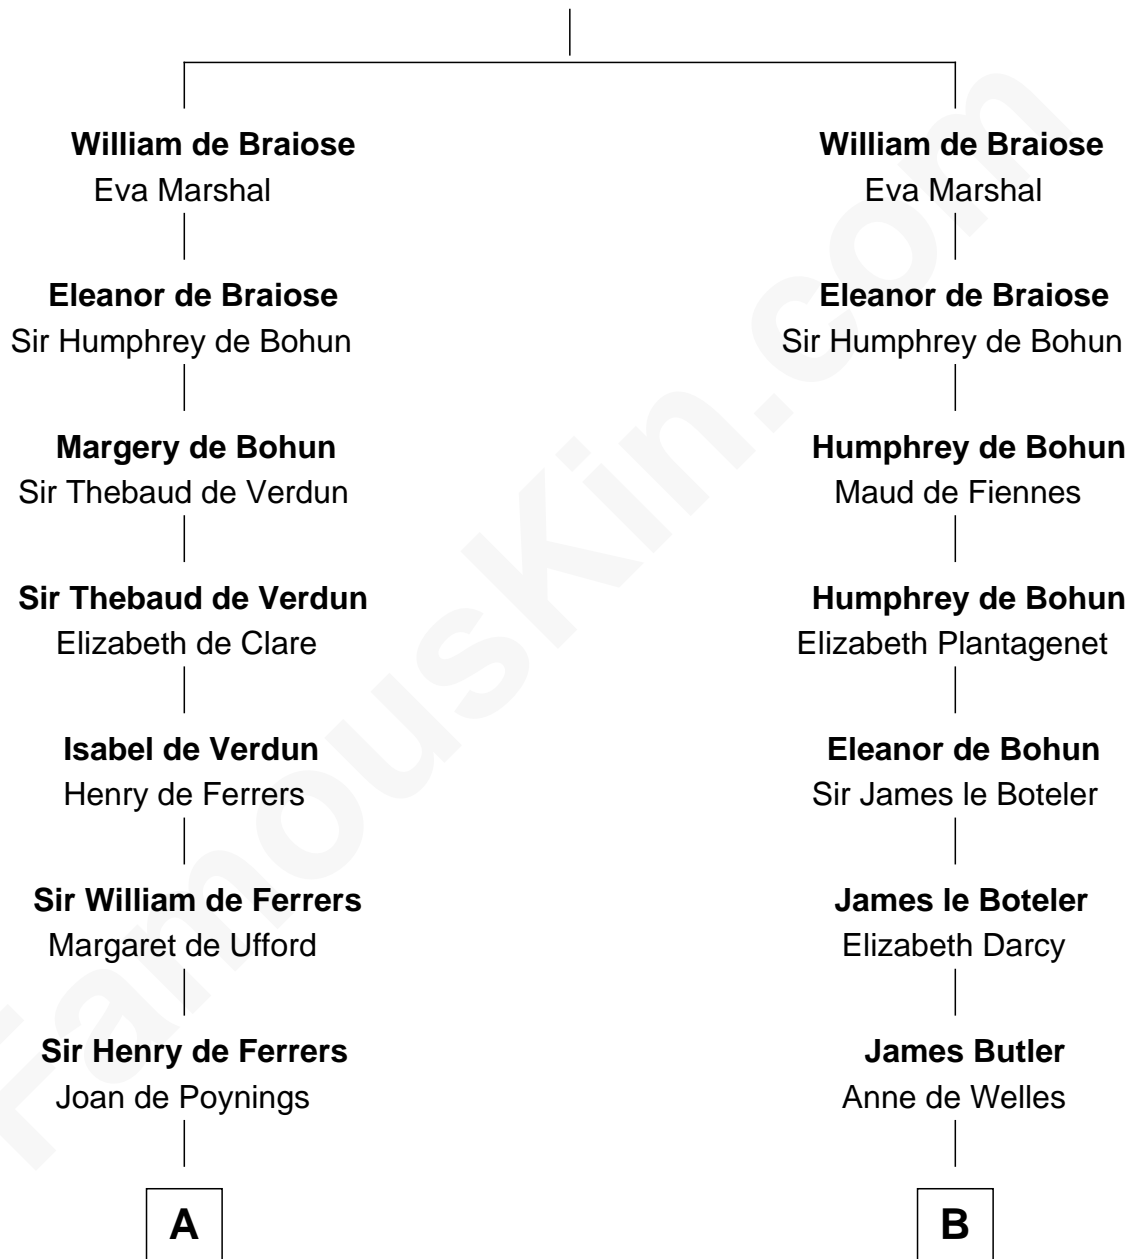 William de Braiose
Eva Marshal
Eleanor de Braiose
Sir Humphrey de Bohun
Margery de Bohun
Sir Thebaud de Verdun
Sir Thebaud de Verdun
Elizabeth de Clare
Isabel de Verdun
Henry de Ferrers
Sir William de Ferrers
Margaret de Ufford
Sir Henry de Ferrers
Joan de Poynings
A
William de Braiose
Eva Marshal
Eleanor de Braiose
Sir Humphrey de Bohun
Humphrey de Bohun
Maud de Fiennes
Humphrey de Bohun
Elizabeth Plantagenet
Eleanor de Bohun
Sir James le Boteler
James le Boteler
Elizabeth Darcy
James Butler
Anne de Welles
B
FamousKin.com